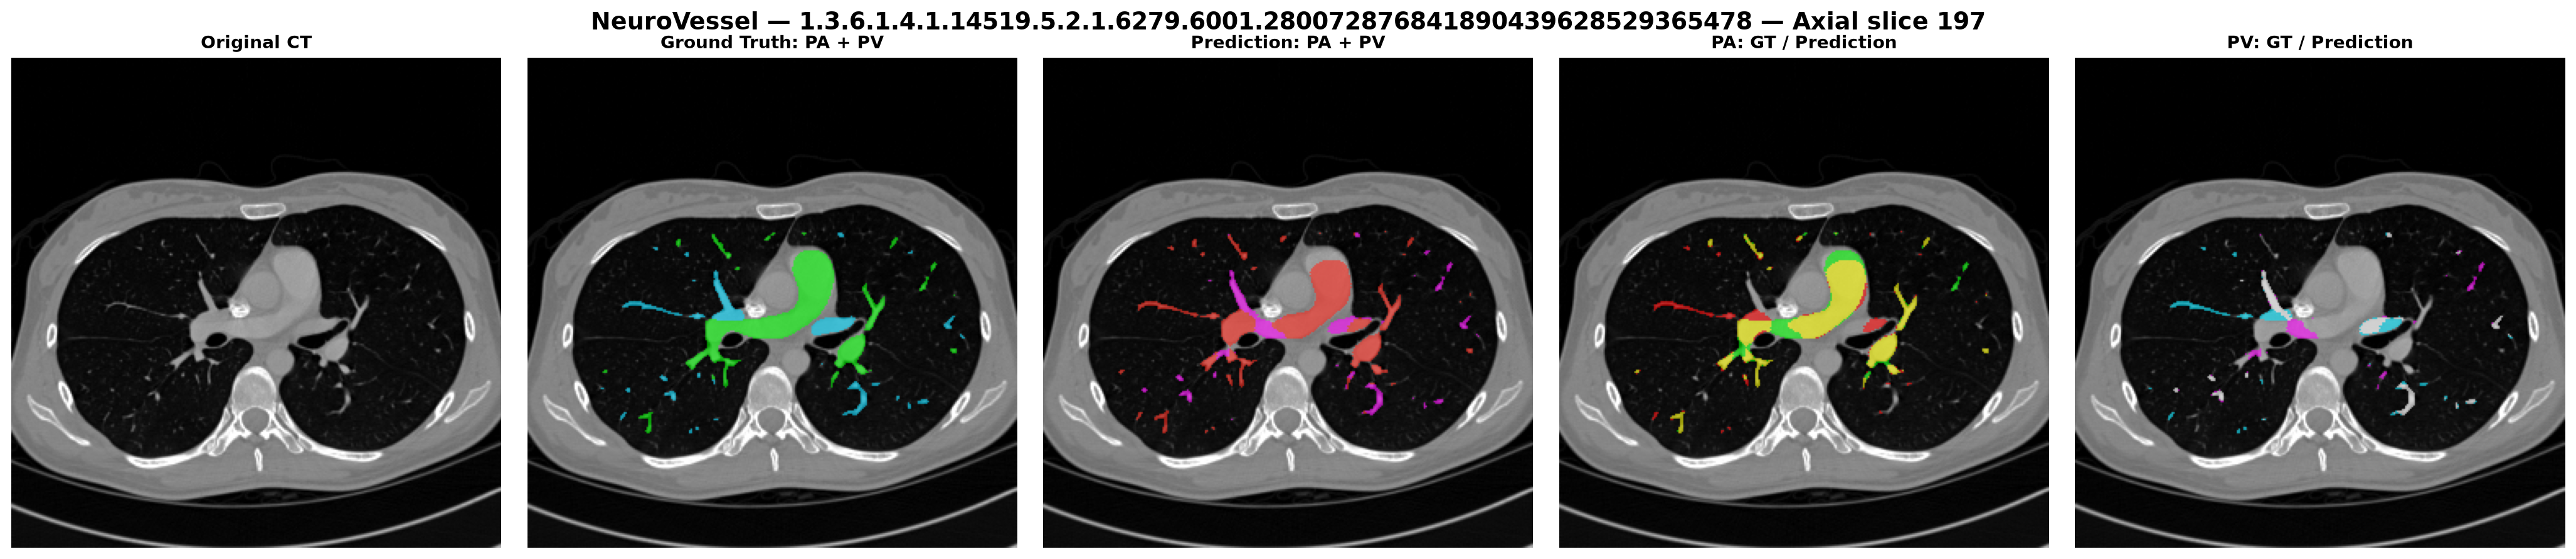 NeuroVessel — 1.3.6.1.4.1.14519.5.2.1.6279.6001.280072876841890439628529365478 — Axial slice 197
Original CT
Ground Truth: PA + PV
Prediction: PA + PV
PA: GT / Prediction
PV: GT / Prediction